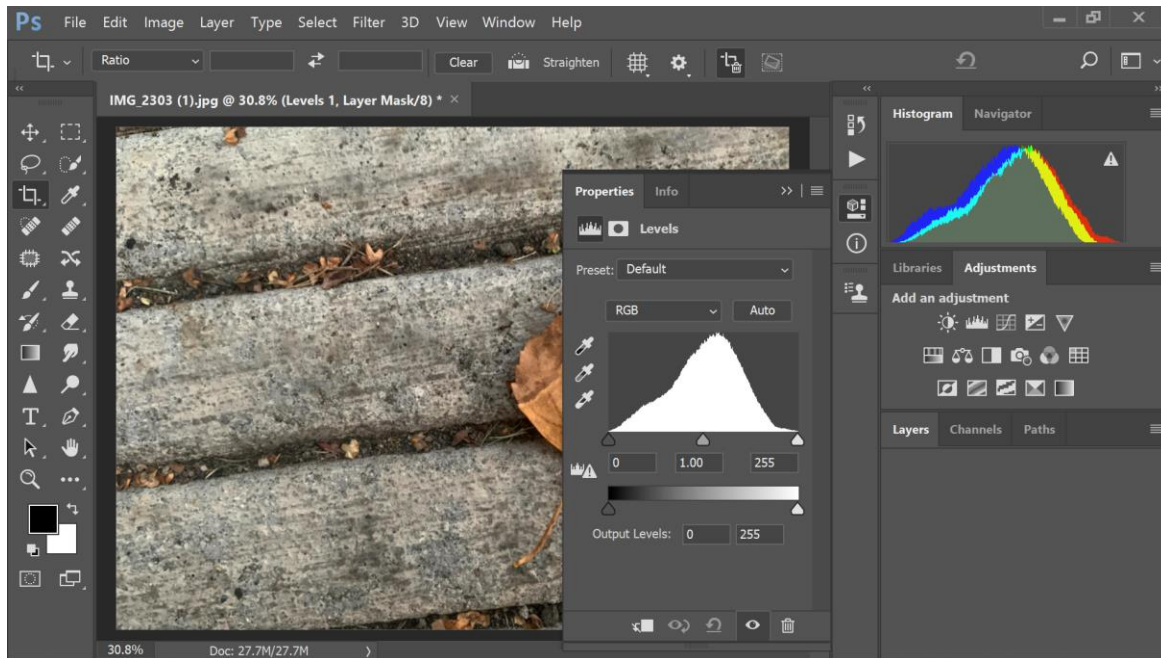 Ps File Edit Image Layer Type Select Filter 3D View Window Help
Ratio Clear Straighten
IMG_2303 (1).jpg @ 30.8% (Levels 1, Layer Mask/8) * ×
Histogram Navigator
Properties Info
Levels
Preset: Default
RGB Auto
0 1.00 255
Output Levels: 0 255
Libraries Adjustments
Add an adjustment
Layers Channels Paths
30.8% Doc: 27.7M/27.7M